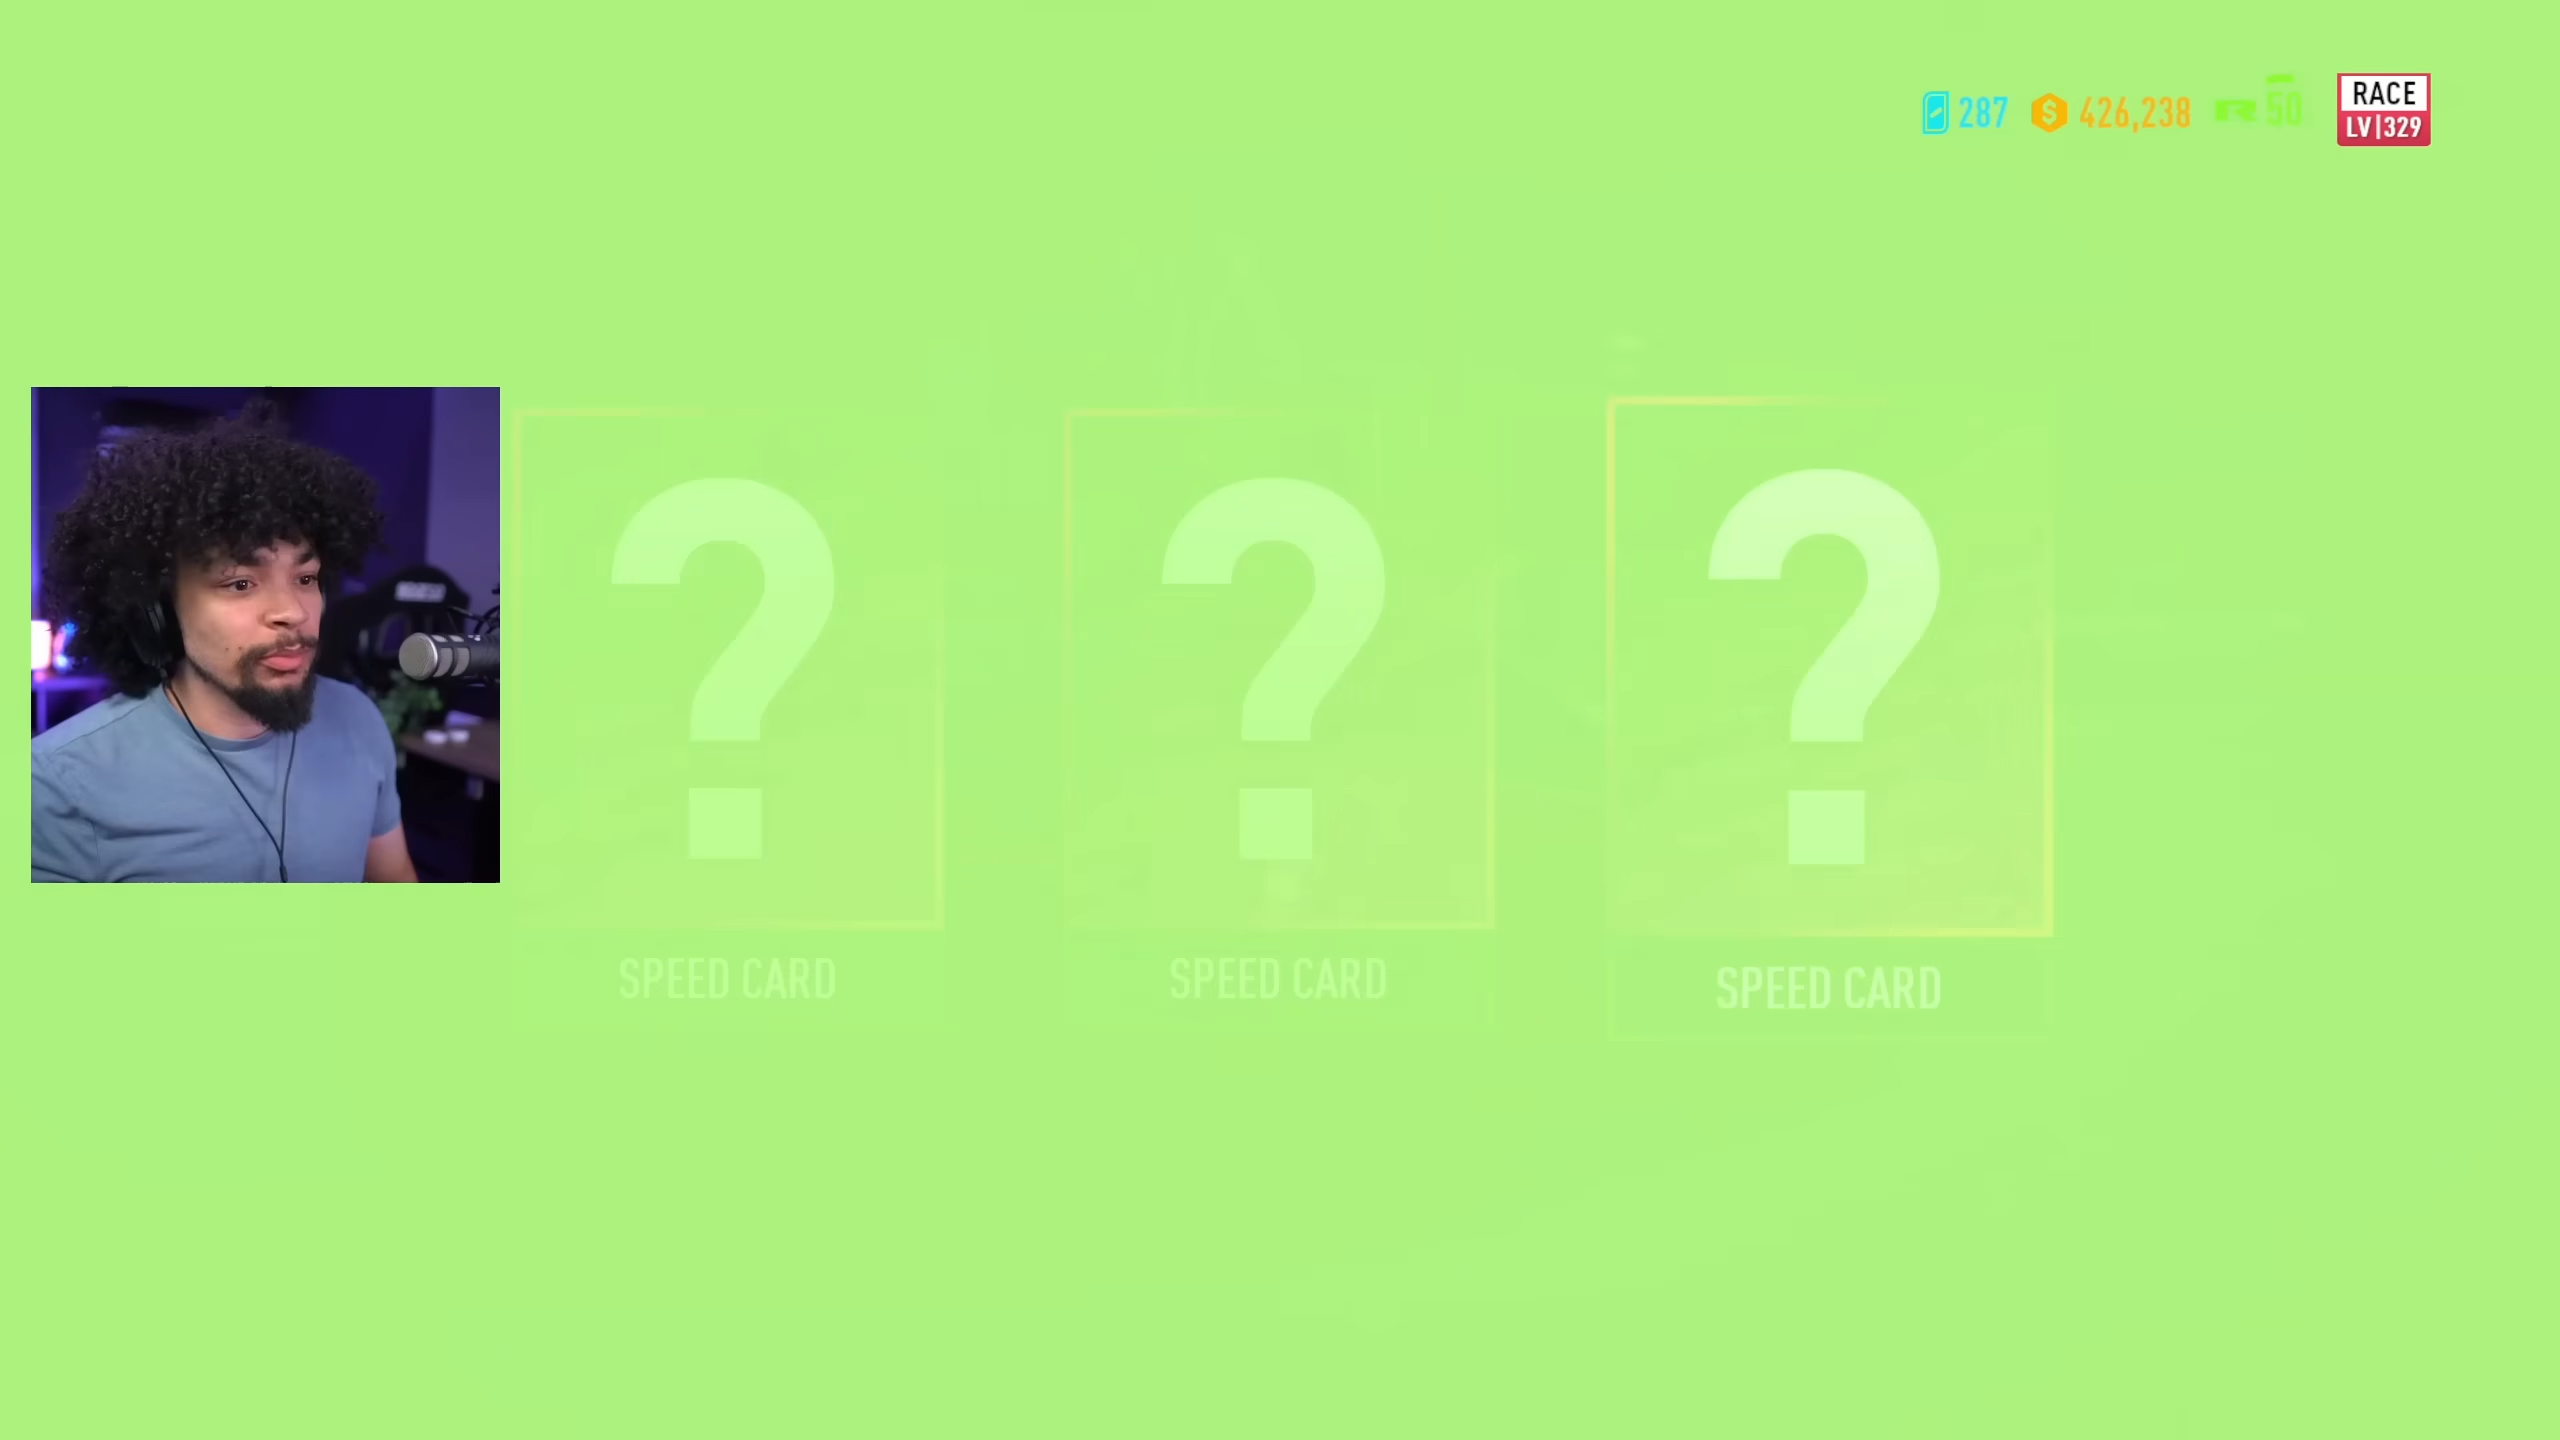 287 426,238 R 50 RACE
LV|329
? ? ?
SPEED CARD SPEED CARD SPEED CARD